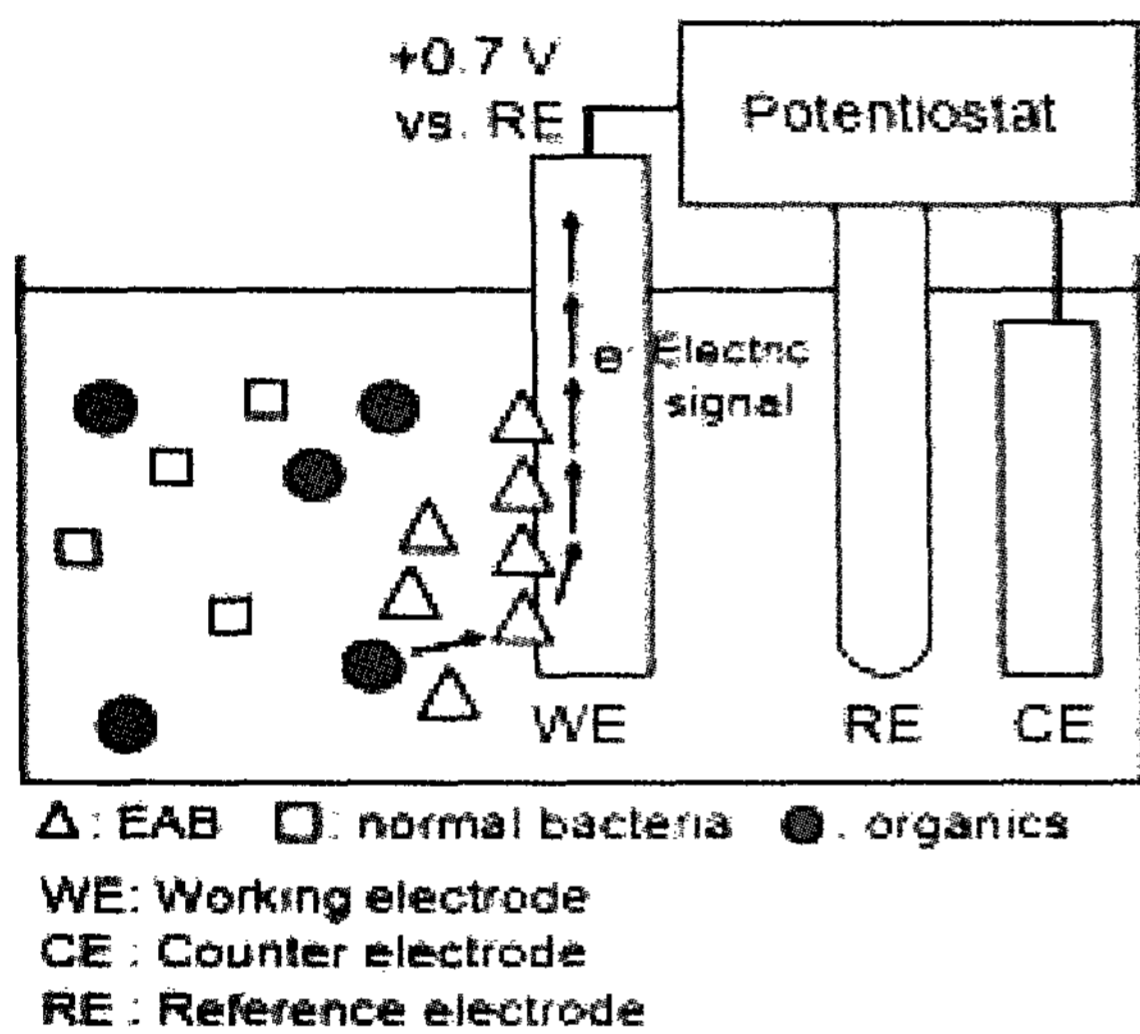 +0.7 V
vs. RE
Potentiostat
e- Electric
signal
WE
RE
CE
△ : EAB □ : normal bacteria ● : organics
WE: Working electrode
CE : Counter electrode
RE : Reference electrode